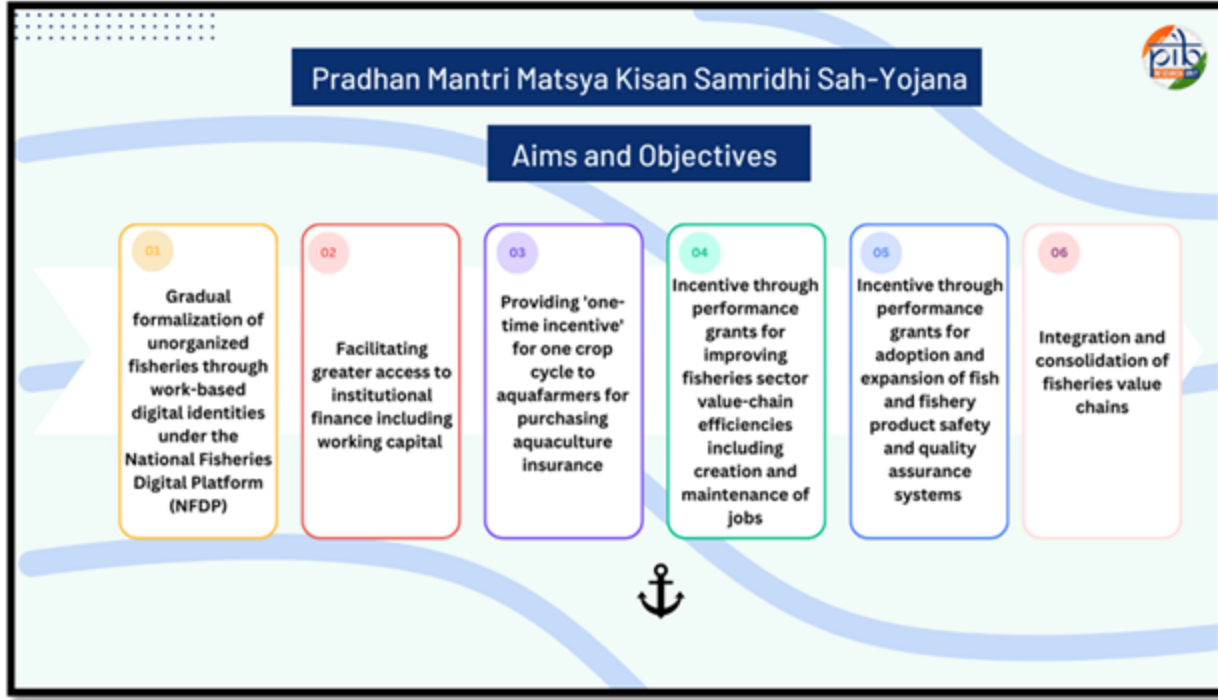 pib
Pradhan Mantri Matsya Kisan Samridhi Sah-Yojana
Aims and Objectives
01
Gradual
formalization of
unorganized
fisheries through
work-based
digital identities
under the
National Fisheries
Digital Platform
(NFDP)
02
Facilitating
greater access to
institutional
finance including
working capital
03
Providing 'one-
time incentive'
for one crop
cycle to
aquafarmers for
purchasing
aquaculture
insurance
04
Incentive through
performance
grants for
improving
fisheries sector
value-chain
efficiencies
including
creation and
maintenance of
jobs
05
Incentive through
performance
grants for
adoption and
expansion of fish
and fishery
product safety
and quality
assurance
systems
06
Integration and
consolidation of
fisheries value
chains